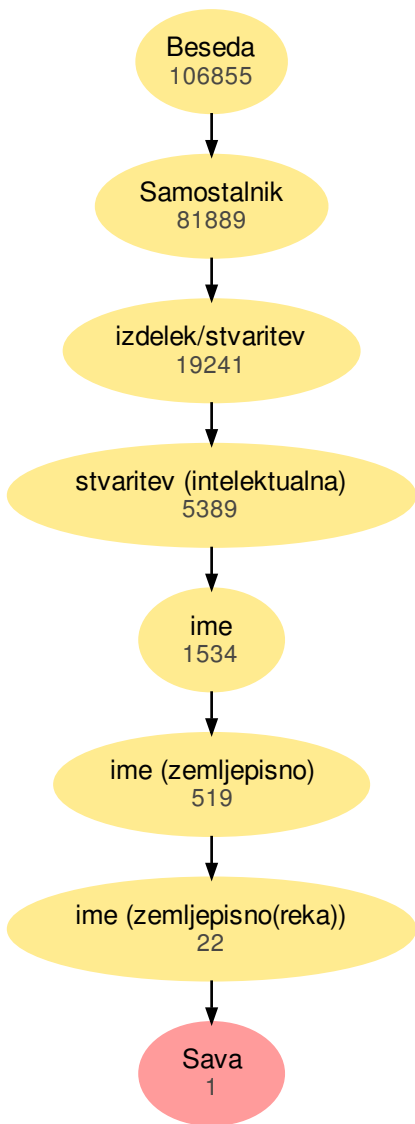 Beseda
106855
Samostalnik
81889
izdelek/stvaritev
19241
stvaritev (intelektualna)
5389
ime
1534
ime (zemljepisno)
519
ime (zemljepisno(reka))
22
Sava
1